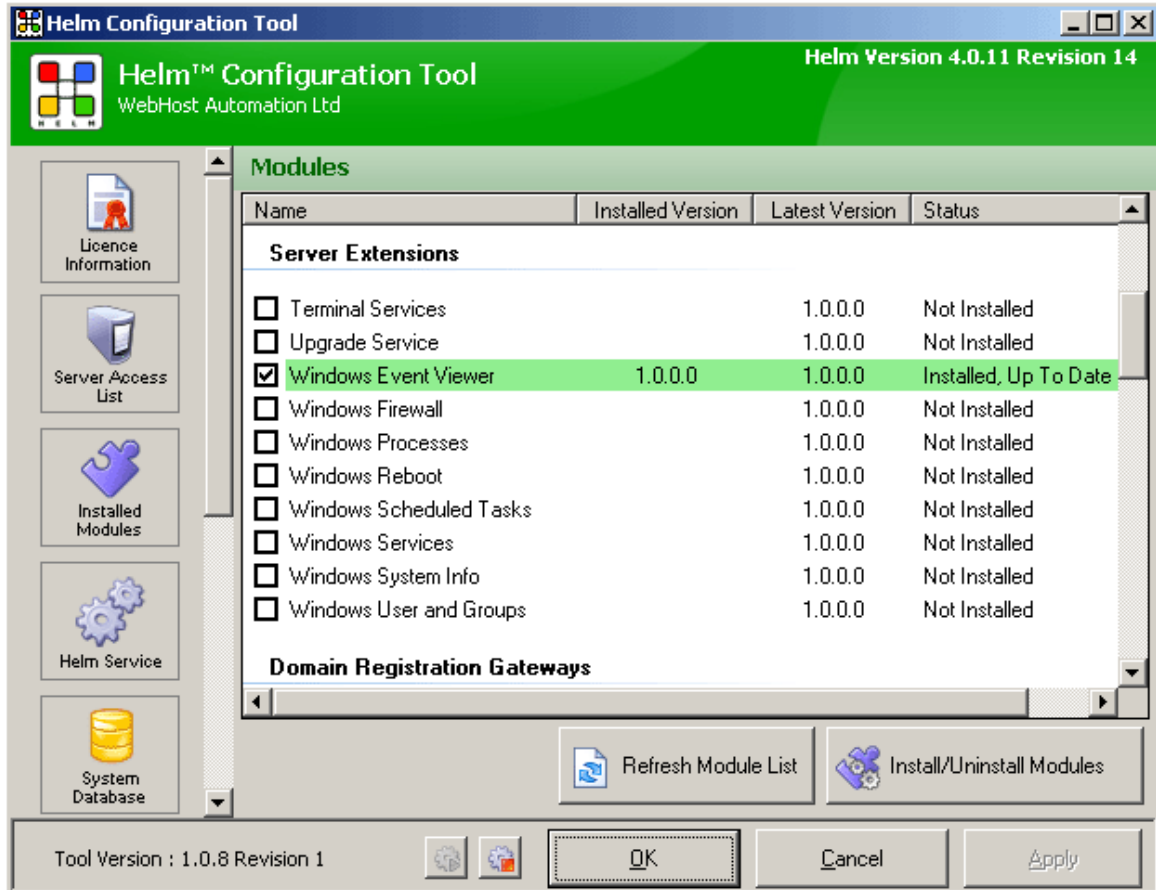 Helm Configuration Tool
Helm Version 4.0.11 Revision 14
Helm™ Configuration Tool
WebHost Automation Ltd
H E L M
Licence
Information
Server Access
List
Installed
Modules
Helm Service
System
Database
Modules
Name Installed Version Latest Version Status
Server Extensions
Terminal Services 1.0.0.0 Not Installed
Upgrade Service 1.0.0.0 Not Installed
Windows Event Viewer 1.0.0.0 1.0.0.0 Installed, Up To Date
Windows Firewall 1.0.0.0 Not Installed
Windows Processes 1.0.0.0 Not Installed
Windows Reboot 1.0.0.0 Not Installed
Windows Scheduled Tasks 1.0.0.0 Not Installed
Windows Services 1.0.0.0 Not Installed
Windows System Info 1.0.0.0 Not Installed
Windows User and Groups 1.0.0.0 Not Installed
Domain Registration Gateways
Refresh Module List Install/Uninstall Modules
Tool Version : 1.0.8 Revision 1 OK Cancel Apply